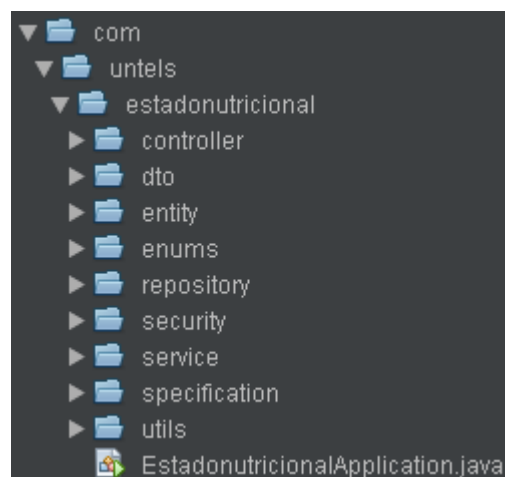 com
untels
estadonutricional
controller
dto
entity
enums
repository
security
service
specification
utils
EstadonutricionalApplication.java